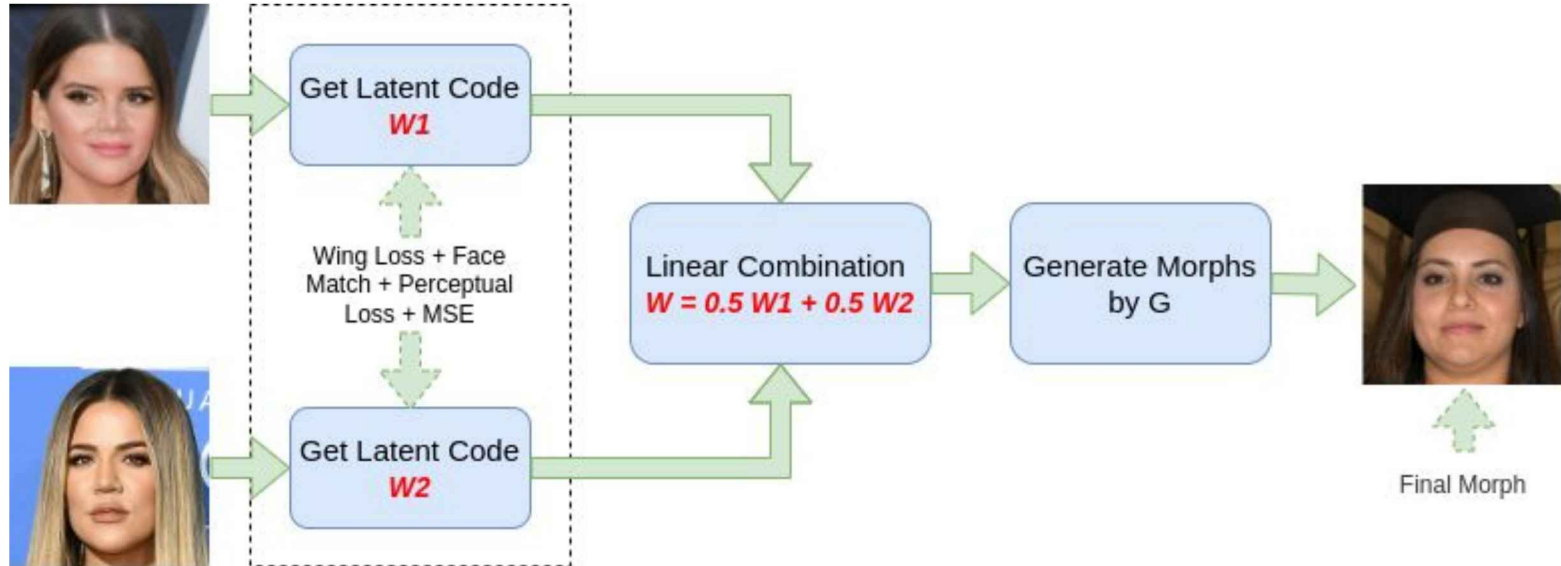 Get Latent Code
W1
Wing Loss + Face
Match + Perceptual
Loss + MSE
Get Latent Code
W2
Linear Combination
W = 0.5 W1 + 0.5 W2
Generate Morphs
by G
Final Morph